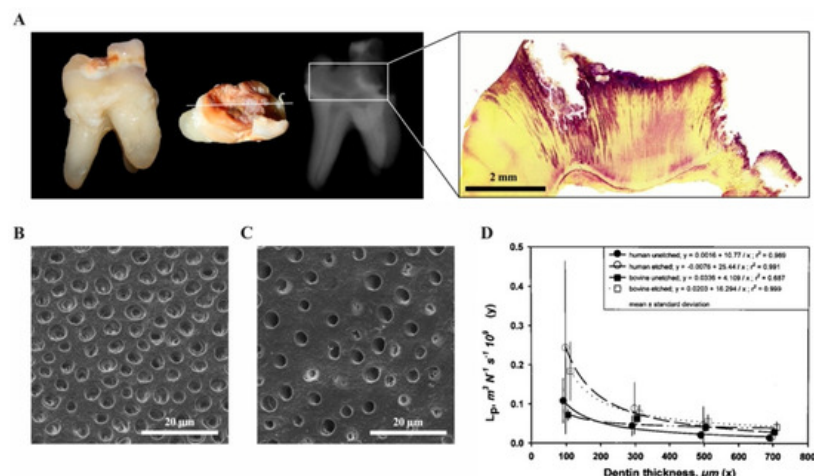 A
2 mm
B
C
D
20 μm
20 μm
0.5
0.4
0.3
0.2
0.1
0.0
Lp, m² N⁻¹ s⁻¹ 10⁹ (y)
human unetched; y = 0.0016 + 10.77 / x ; r² = 0.969
human etched; y = -0.0076 + 25.44 / x ; r² = 0.991
bovine unetched; y = 0.0336 + 4.109 / x ; r² = 0.687
bovine etched; y = 0.0203 + 16.294 / x ; r² = 0.999
mean ± standard deviation
0 100 200 300 400 500 600 700 800
Dentin thickness, μm (x)